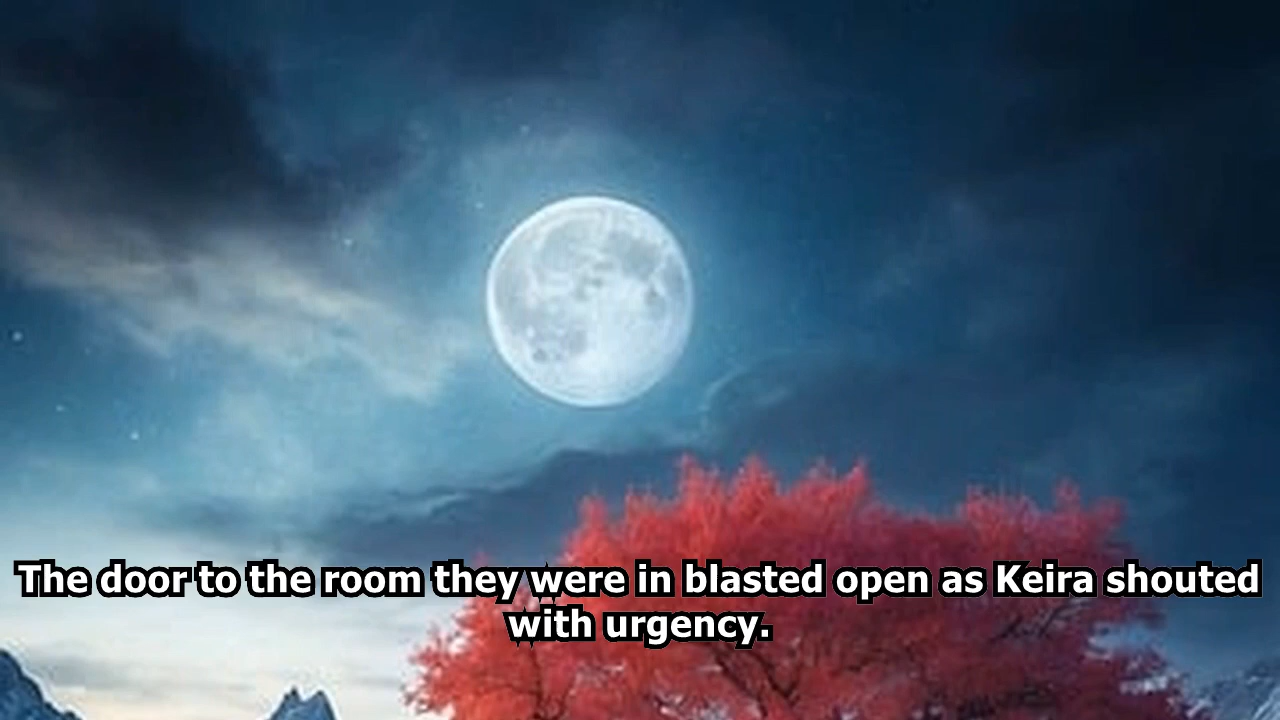 The door to the room they were in blasted open as Keira shouted
with urgency.